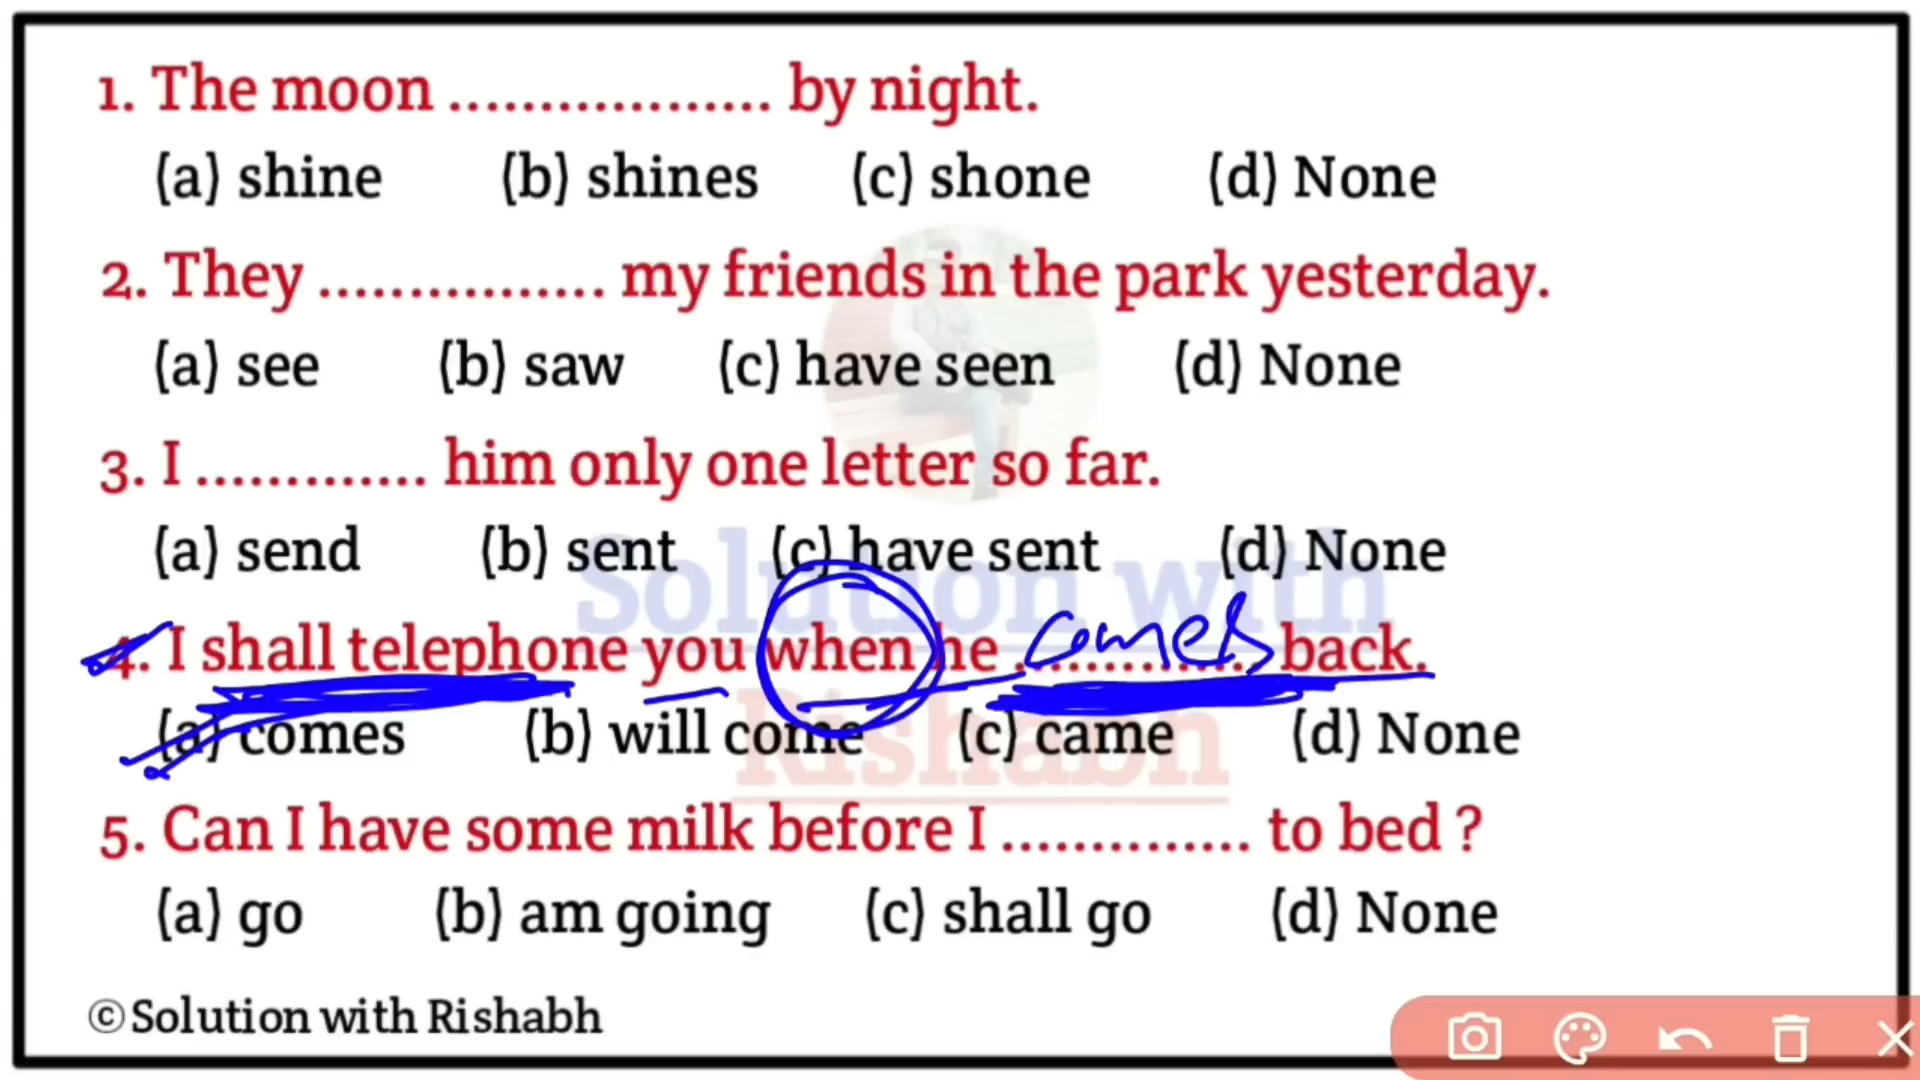 1. The moon .................. by night.
(a) shine (b) shines (c) shone (d) None
2. They ................ my friends in the park yesterday.
(a) see (b) saw (c) have seen (d) None
3. I ............. him only one letter so far.
(a) send (b) sent (c) have sent (d) None
Solution with
4. I shall telephone you when he comes back.
Rishabh
(a) comes (b) will come (c) came (d) None
5. Can I have some milk before I .............. to bed ?
(a) go (b) am going (c) shall go (d) None
© Solution with Rishabh